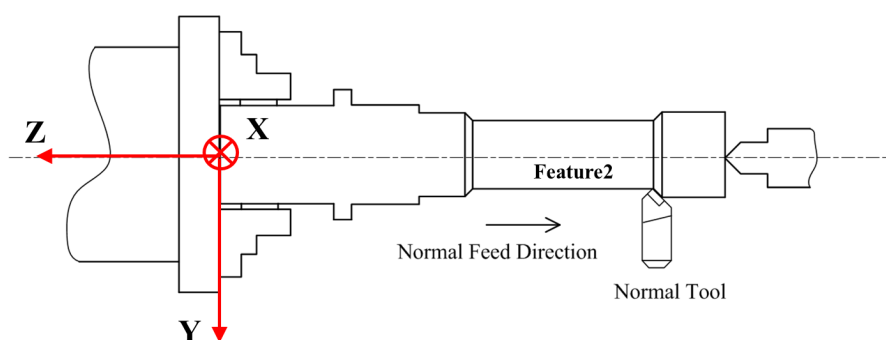 X
Z
Feature2
Normal Feed Direction
Normal Tool
Y